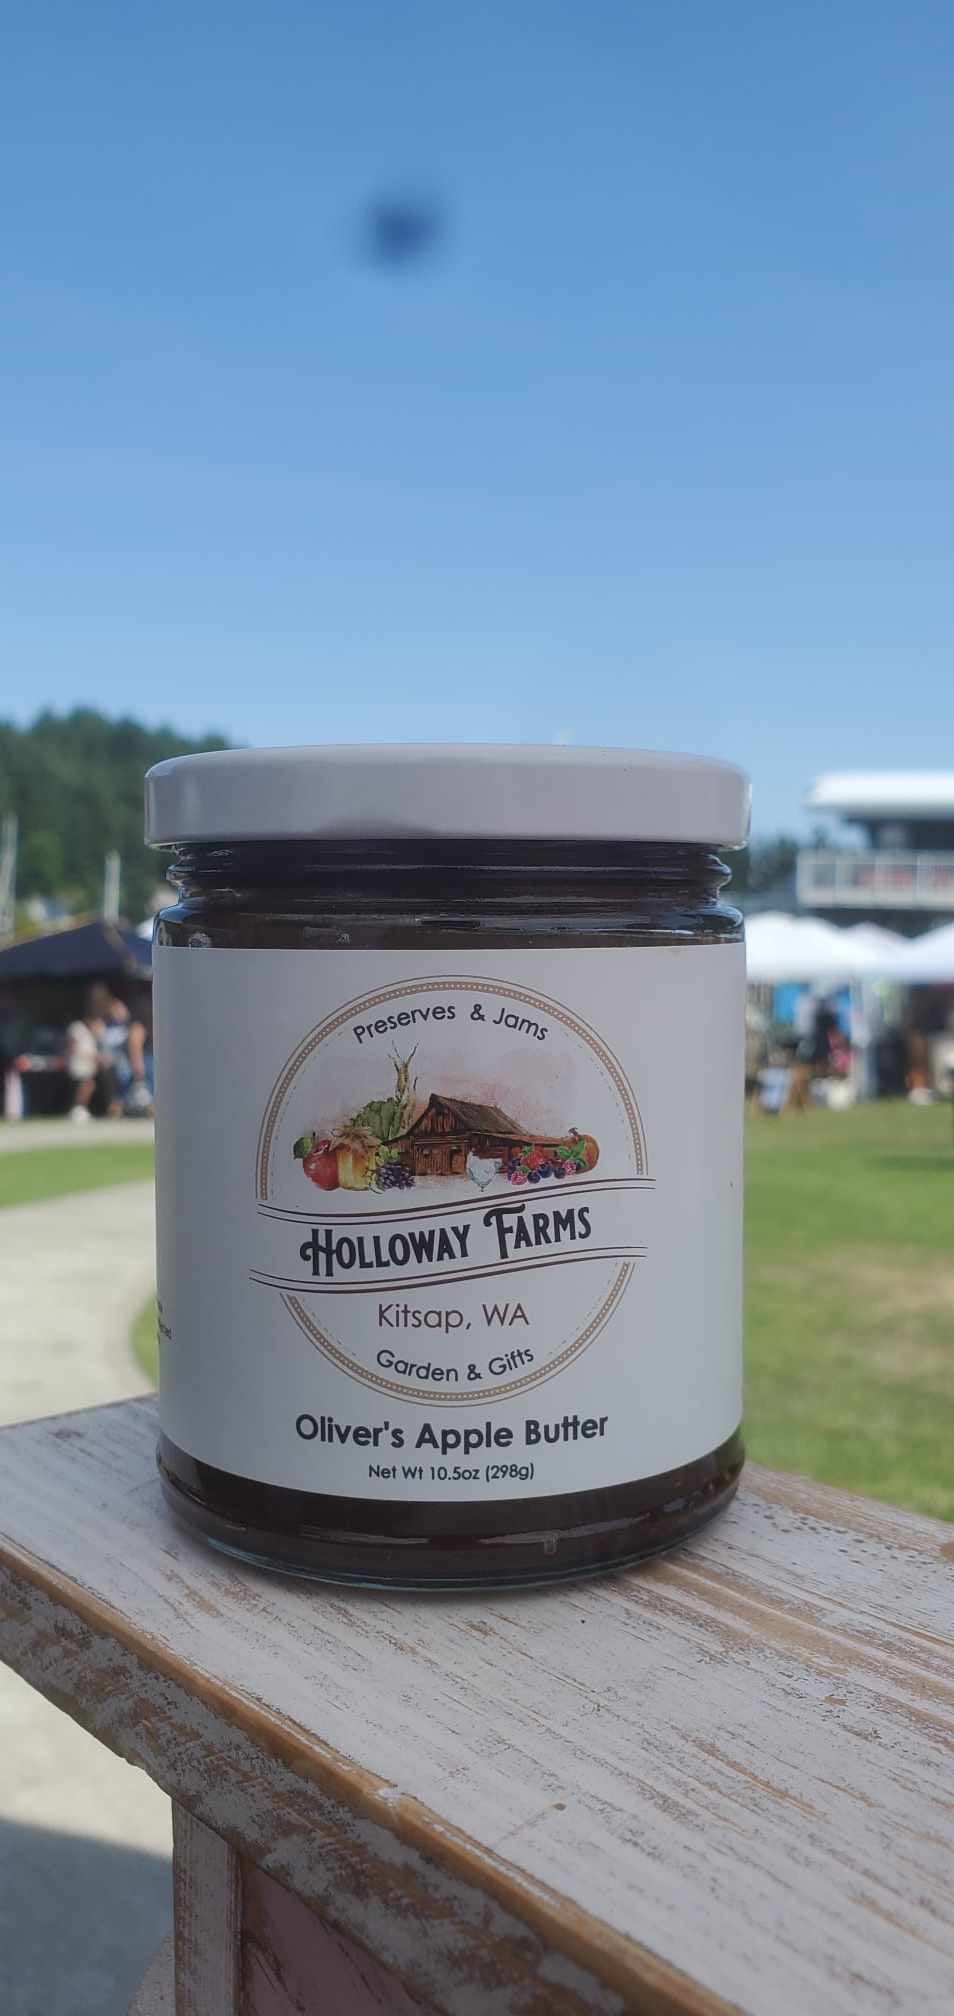 Preserves & Jams
Holloway Farms
Kitsap, WA
Garden & Gifts
Oliver's Apple Butter
Net Wt 10.5oz (298g)